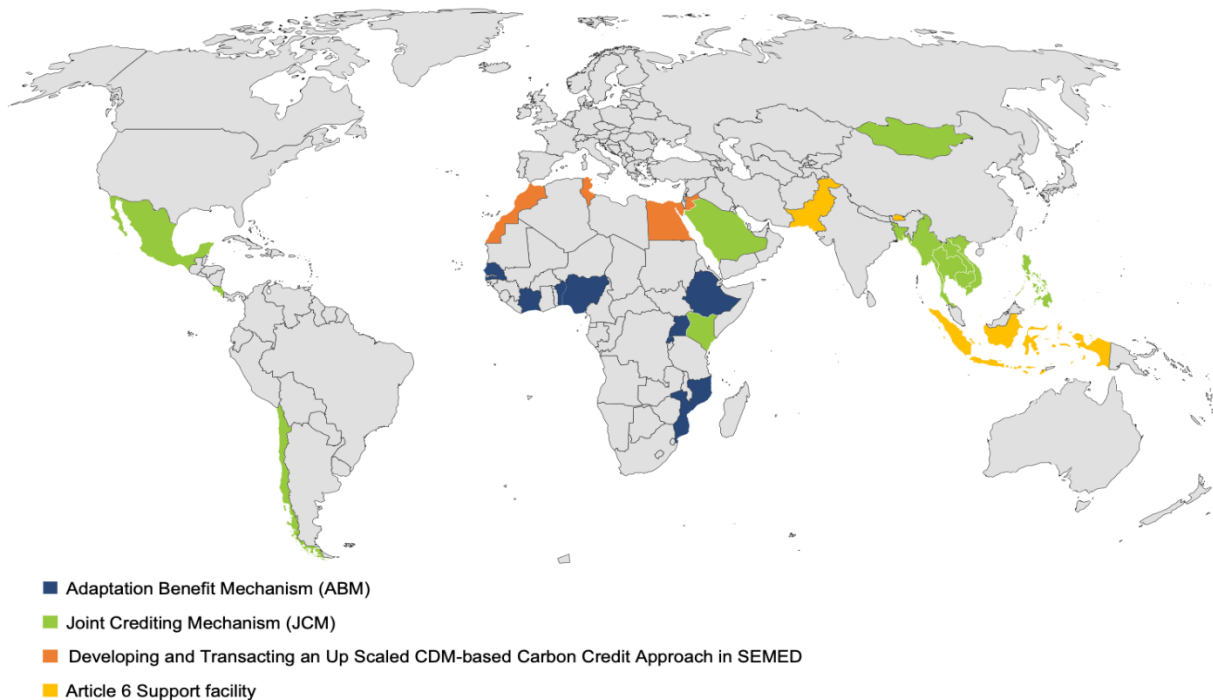 Adaptation Benefit Mechanism (ABM)
Joint Crediting Mechanism (JCM)
Developing and Transacting an Up Scaled CDM-based Carbon Credit Approach in SEMED
Article 6 Support facility